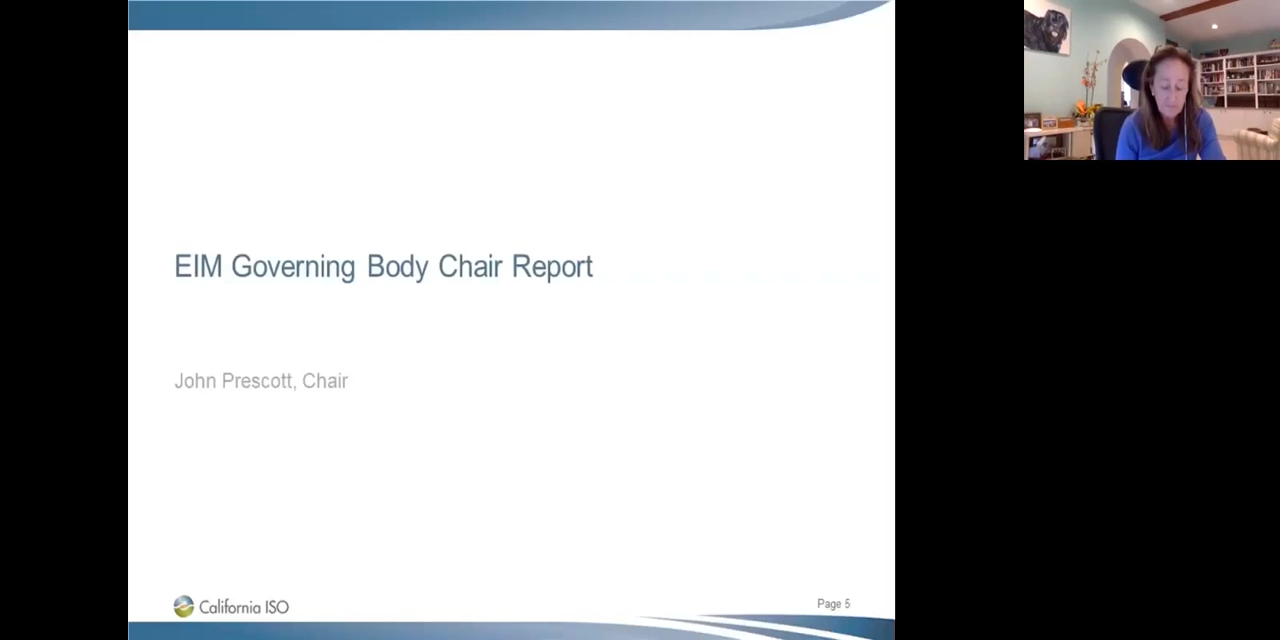 EIM Governing Body Chair Report
John Prescott, Chair
California ISO
Page 5